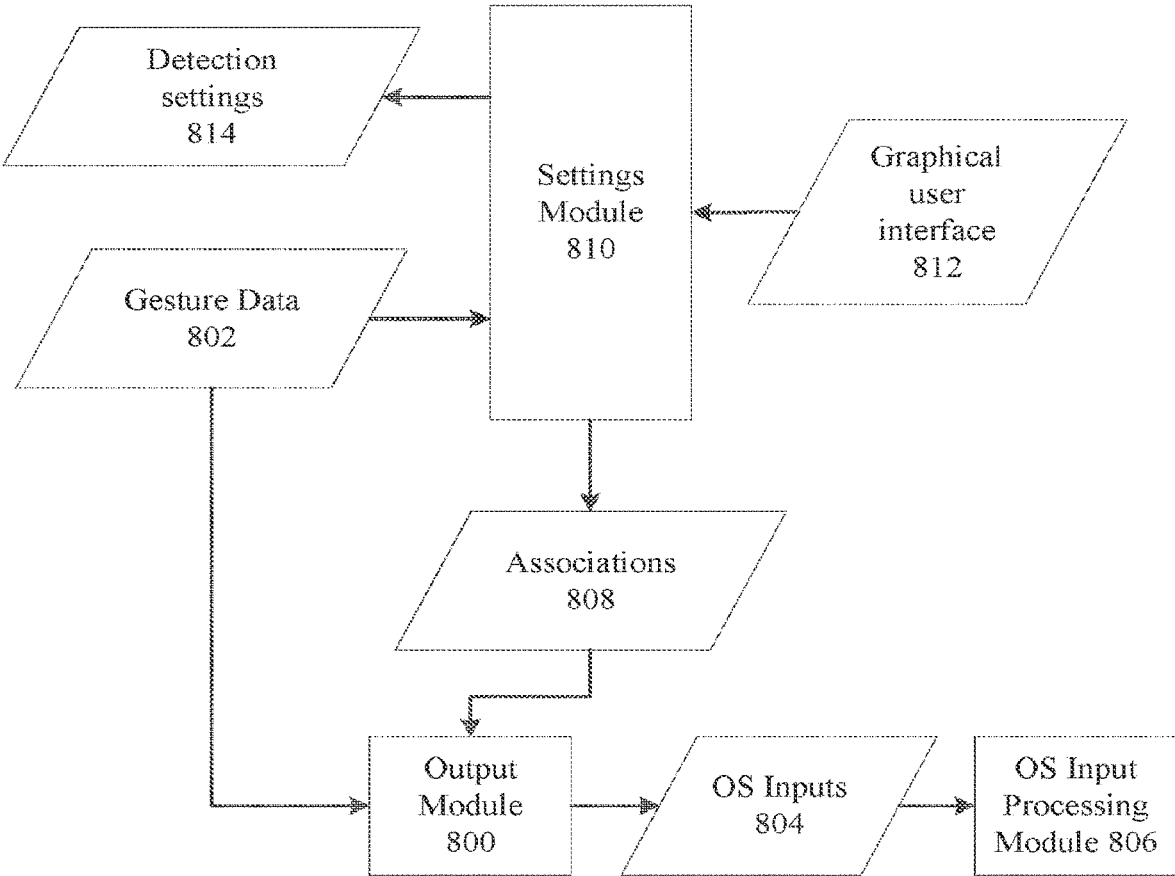 Detection
settings
814
Settings
Module
810
Graphical
user
interface
812
Gesture Data
802
Associations
808
Output
Module
800
OS Inputs
804
OS Input
Processing
Module 806